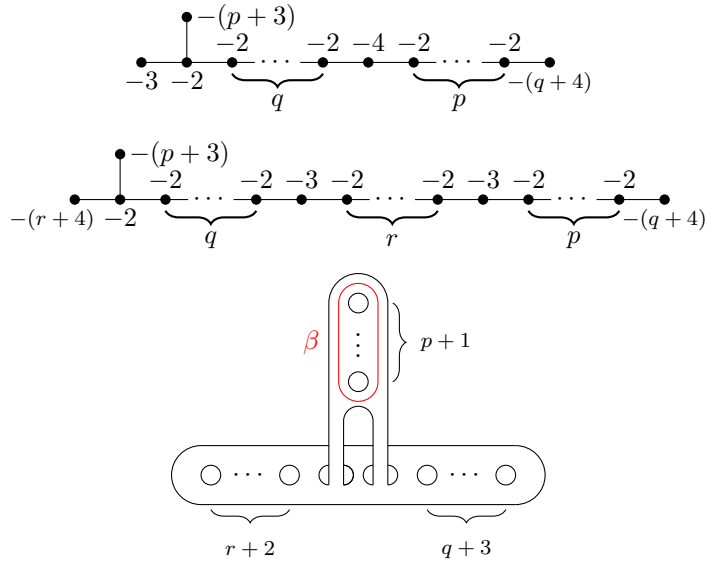 −(p + 3)
−2 ··· −2 −4 −2 ··· −2
−3 −2 −(q + 4)
q p
−(p + 3)
−2 ··· −2 −3 −2 ··· −2 −3 −2 ··· −2
−(r + 4) −2 −(q + 4)
q r p
β ⋮ p + 1
··· ···
r + 2 q + 3